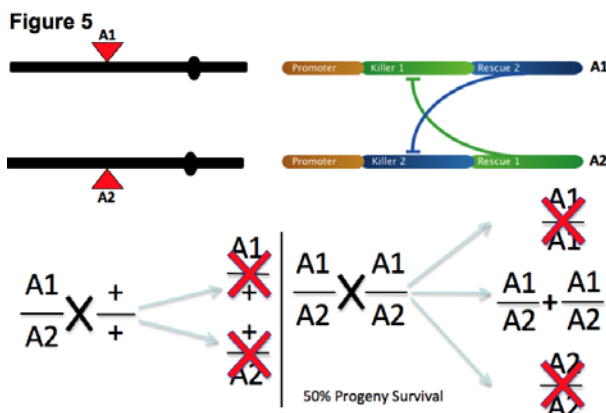 Figure 5
A1
Promoter Killer 1 Rescue 2 A1
A2
Promoter Killer 2 Rescue 1 A2
A1
A2
X
+
+
A1
+
+
A2
A1
A2
X
A1
A2
A1
A1
A1
A2
+
A1
A2
A2
A2
50% Progeny Survival